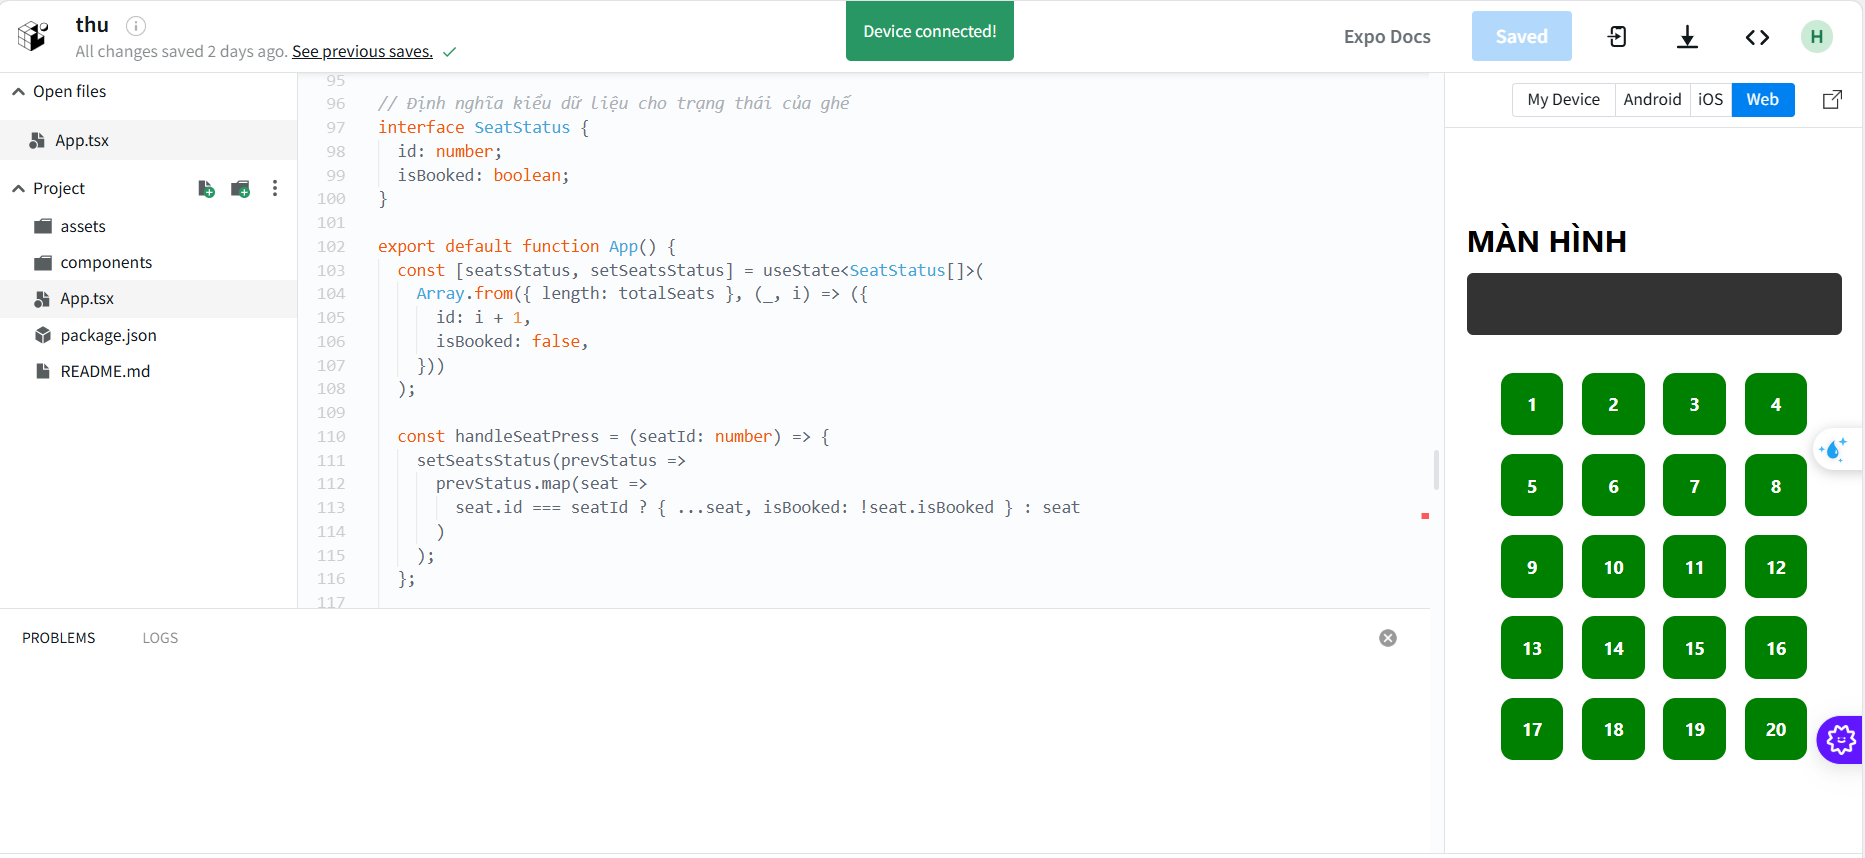 thu
All changes saved 2 days ago. See previous saves.
Device connected!
Expo Docs
Saved
H
Open files
App.tsx
Project
assets
components
App.tsx
package.json
README.md
95
96 // Định nghĩa kiểu dữ liệu cho trạng thái của ghế
97 interface SeatStatus {
98 id: number;
99 isBooked: boolean;
100 }
101
102 export default function App() {
103 const [seatsStatus, setSeatsStatus] = useState<SeatStatus[]>(
104 Array.from({ length: totalSeats }, (_, i) => ({
105 id: i + 1,
106 isBooked: false,
107 }))
108 );
109
110 const handleSeatPress = (seatId: number) => {
111 setSeatsStatus(prevStatus =>
112 prevStatus.map(seat =>
113 seat.id === seatId ? { ...seat, isBooked: !seat.isBooked } : seat
114 )
115 );
116 };
117
PROBLEMS
LOGS
My Device
Android
iOS
Web
MÀN HÌNH
1 2 3 4
5 6 7 8
9 10 11 12
13 14 15 16
17 18 19 20